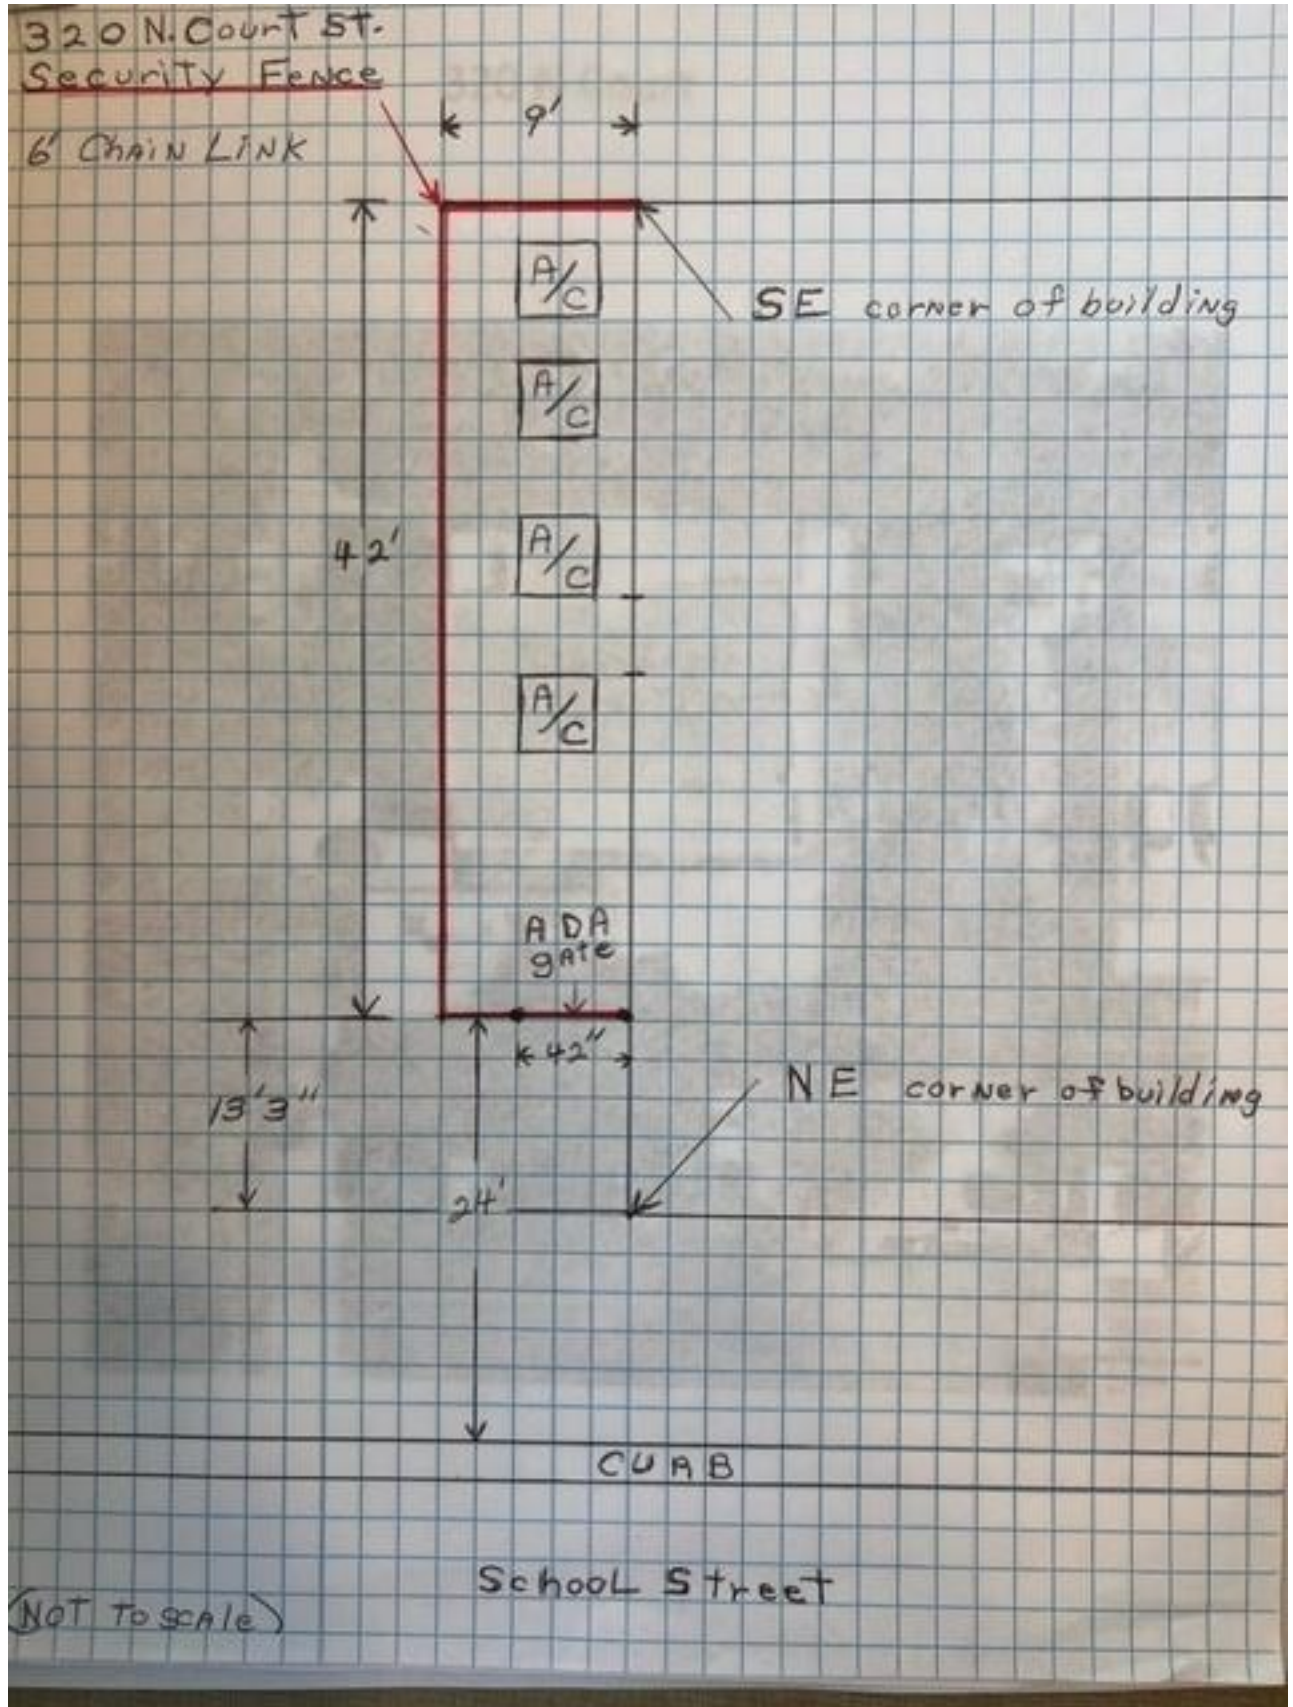 320 N. Court St.
Security Fence
6' Chain Link
9'
A/C
SE corner of building
A/C
42'
A/C
A/C
ADA
gate
42"
13'3"
NE corner of building
24'
CURB
School Street
(NOT To scale)